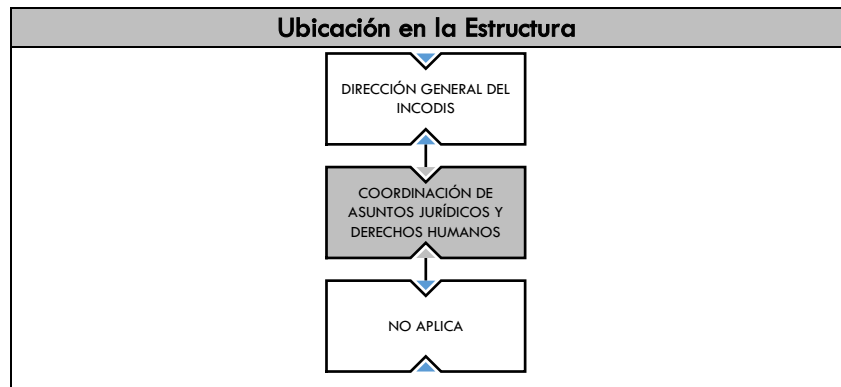 Ubicación en la Estructura
DIRECCIÓN GENERAL DEL
INCODIS
COORDINACIÓN DE
ASUNTOS JURÍDICOS Y
DERECHOS HUMANOS
NO APLICA